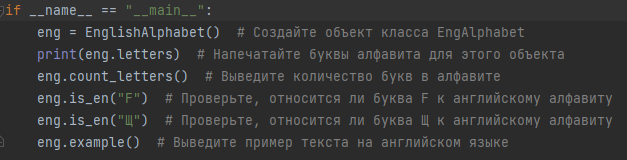 if __name__ == "__main__":
    eng = EnglishAlphabet()  # Создайте объект класса EngAlphabet
    print(eng.letters)  # Напечатайте буквы алфавита для этого объекта
    eng.count_letters()  # Выведите количество букв в алфавите
    eng.is_en("F")  # Проверьте, относится ли буква F к английскому алфавиту
    eng.is_en("Щ")  # Проверьте, относится ли буква Щ к английскому алфавиту
    eng.example()  # Выведите пример текста на английском языке